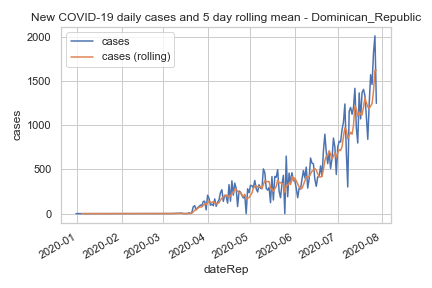 New COVID-19 daily cases and 5 day rolling mean - Dominican_Republic
cases
cases (rolling)
2000
1500
1000
500
0
cases
2020-01
2020-02
2020-03
2020-04
2020-05
2020-06
2020-07
2020-08
dateRep